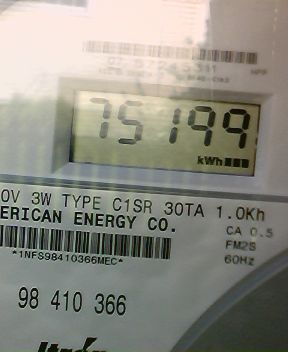 75199
kWh
0V 3W TYPE C1SR 30TA 1.0Kh
ERICAN ENERGY CO.
CA 0.5
FM2S
*1NFS98410366MEC*
60Hz
98 410 366
Itron